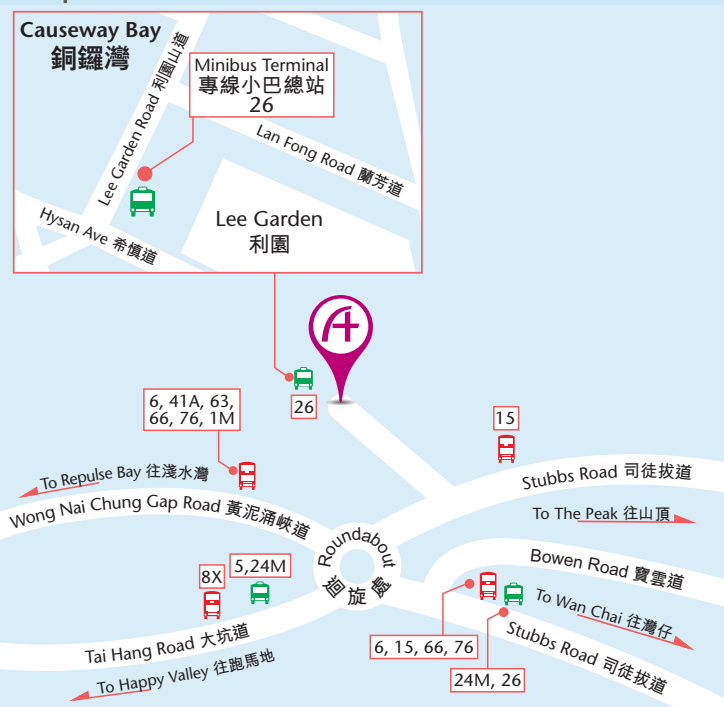 Causeway Bay
銅鑼灣
Lee Garden Road 利園山道
Minibus Terminal
專線小巴總站
26
Lan Fong Road 蘭芳道
Hysan Ave 希慎道
Lee Garden
利園
26
6, 41A, 63,
66, 76, 1M
15
To Repulse Bay 往淺水灣
Wong Nai Chung Gap Road 黃泥涌峽道
Stubbs Road 司徒拔道
To The Peak 往山頂
Roundabout
迴旋處
Bowen Road 寶雲道
8X
5,24M
To Wan Chai 往灣仔
Stubbs Road 司徒拔道
6, 15, 66, 76
24M, 26
Tai Hang Road 大坑道
To Happy Valley 往跑馬地